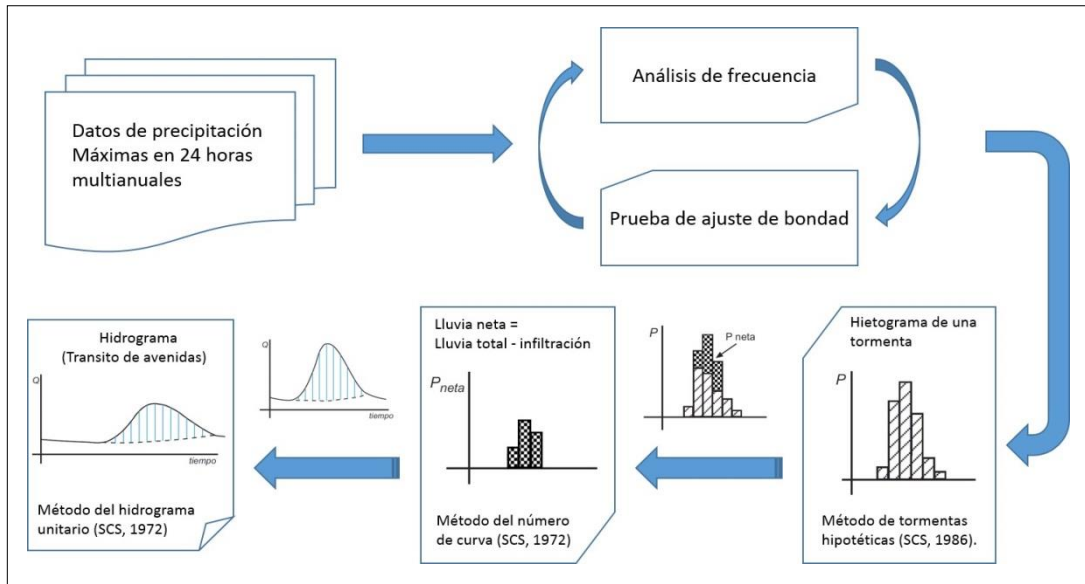 Datos de precipitación
Máximas en 24 horas
multianuales
Análisis de frecuencia
Prueba de ajuste de bondad
Hidrograma
(Transito de avenidas)
Q
tiempo
Método del hidrograma
unitario (SCS, 1972)
Q
tiempo
Lluvia neta =
Lluvia total - infiltración
Pneta
Método del número
de curva (SCS, 1972)
P
P neta
Hietograma de una
tormenta
P
Método de tormentas
hipotéticas (SCS, 1986).